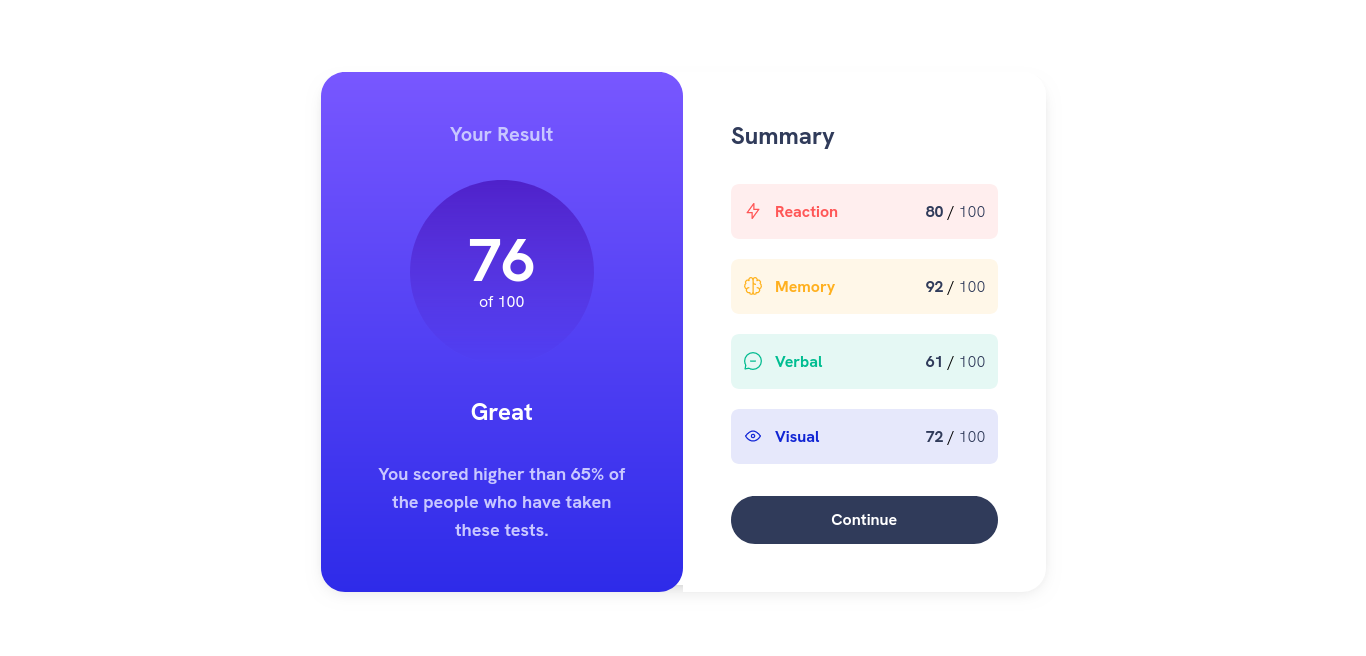 Your Result
76
of 100
Great
You scored higher than 65% of
the people who have taken
these tests.
Summary
Reaction 80 / 100
Memory 92 / 100
Verbal 61 / 100
Visual 72 / 100
Continue